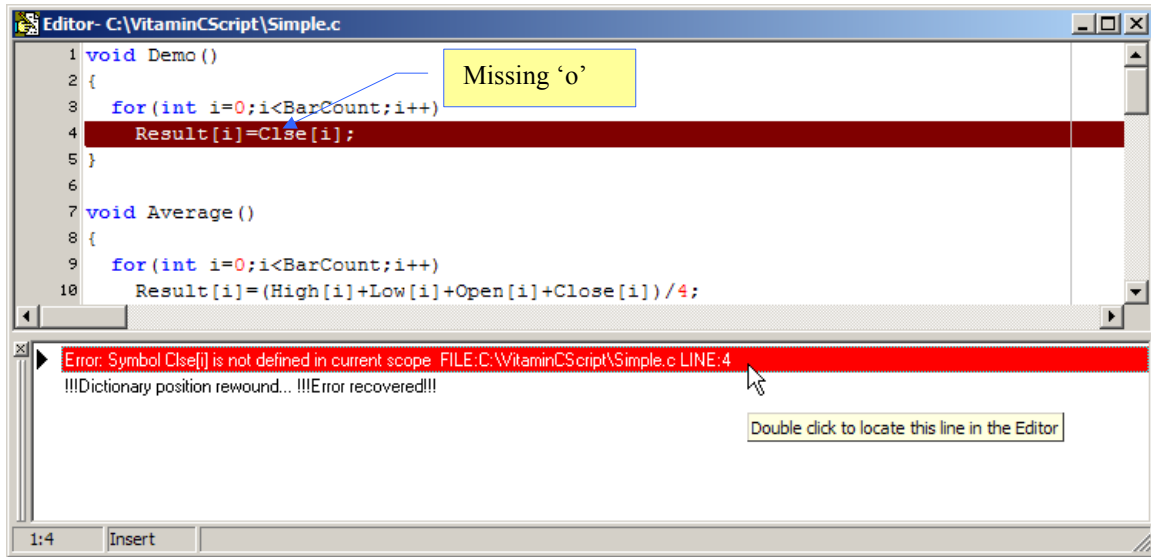 Editor- C:\VitaminCScript\Simple.c
1 void Demo()
Missing ‘o’
2 {
3 for(int i=0;i<BarCount;i++)
4 Result[i]=Clse[i];
5 }
6
7 void Average()
8 {
9 for(int i=0;i<BarCount;i++)
10 Result[i]=(High[i]+Low[i]+Open[i]+Close[i])/4;
Error: Symbol Clse[i] is not defined in current scope FILE:C:\VitaminCScript\Simple.c LINE:4
!!!Dictionary position rewound... !!!Error recovered!!!
Double click to locate this line in the Editor
1:4 Insert